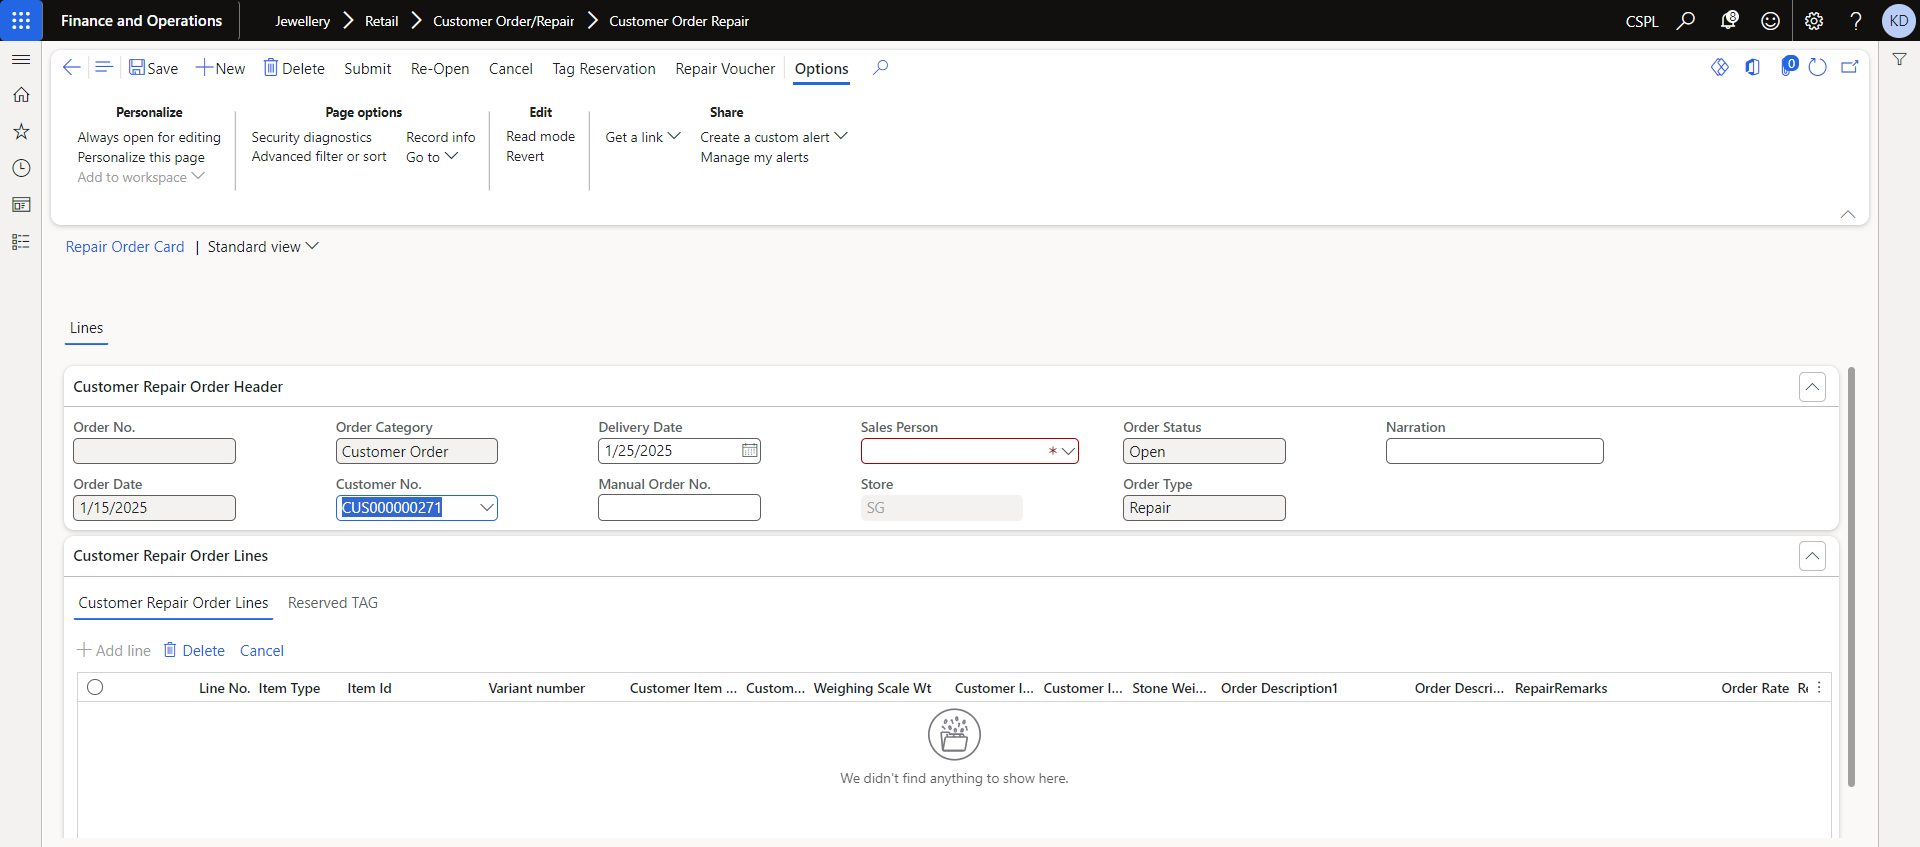 Finance and Operations
Jewellery Retail Customer Order/Repair Customer Order Repair
CSPL 8 ? KD
Save New Delete Submit Re-Open Cancel Tag Reservation Repair Voucher Options 0
Personalize
Always open for editing
Personalize this page
Add to workspace
Page options
Security diagnostics
Advanced filter or sort
Record info
Go to
Edit
Read mode
Revert
Get a link
Share
Create a custom alert
Manage my alerts
Repair Order Card | Standard view
Lines
Customer Repair Order Header
Order No. Order Category Delivery Date Sales Person Order Status Narration
Customer Order 1/25/2025 * Open
Order Date Customer No. Manual Order No. Store Order Type
1/15/2025 CUS000000271 SG Repair
Customer Repair Order Lines
Customer Repair Order Lines Reserved TAG
Add line Delete Cancel
Line No. Item Type Item Id Variant number Customer Item ... Custom... Weighing Scale Wt Customer I... Customer I... Stone Wei... Order Description1 Order Descri... RepairRemarks Order Rate
We didn't find anything to show here.